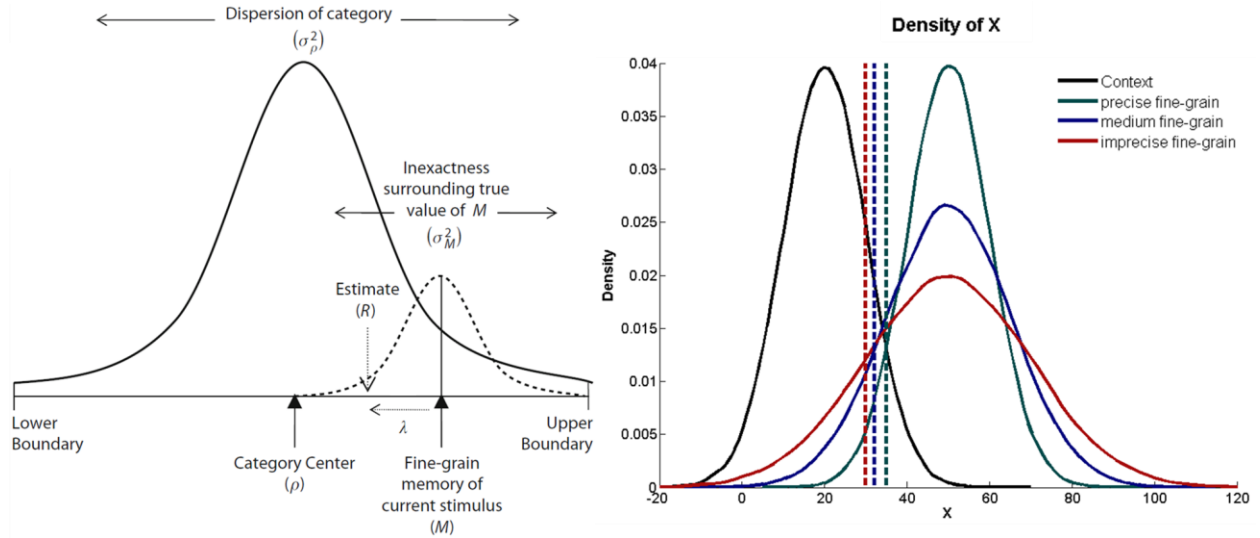 Dispersion of category
(σ²ρ)
Inexactness
surrounding true
value of M
(σ²M)
Estimate
(R)
λ
Lower
Boundary
Upper
Boundary
Category Center
(ρ)
Fine-grain
memory of
current stimulus
(M)
Density of X
Context
precise fine-grain
medium fine-grain
imprecise fine-grain
Density
0.04
0.035
0.03
0.025
0.02
0.015
0.01
0.005
0
-20
0
20
40
60
80
100
120
X